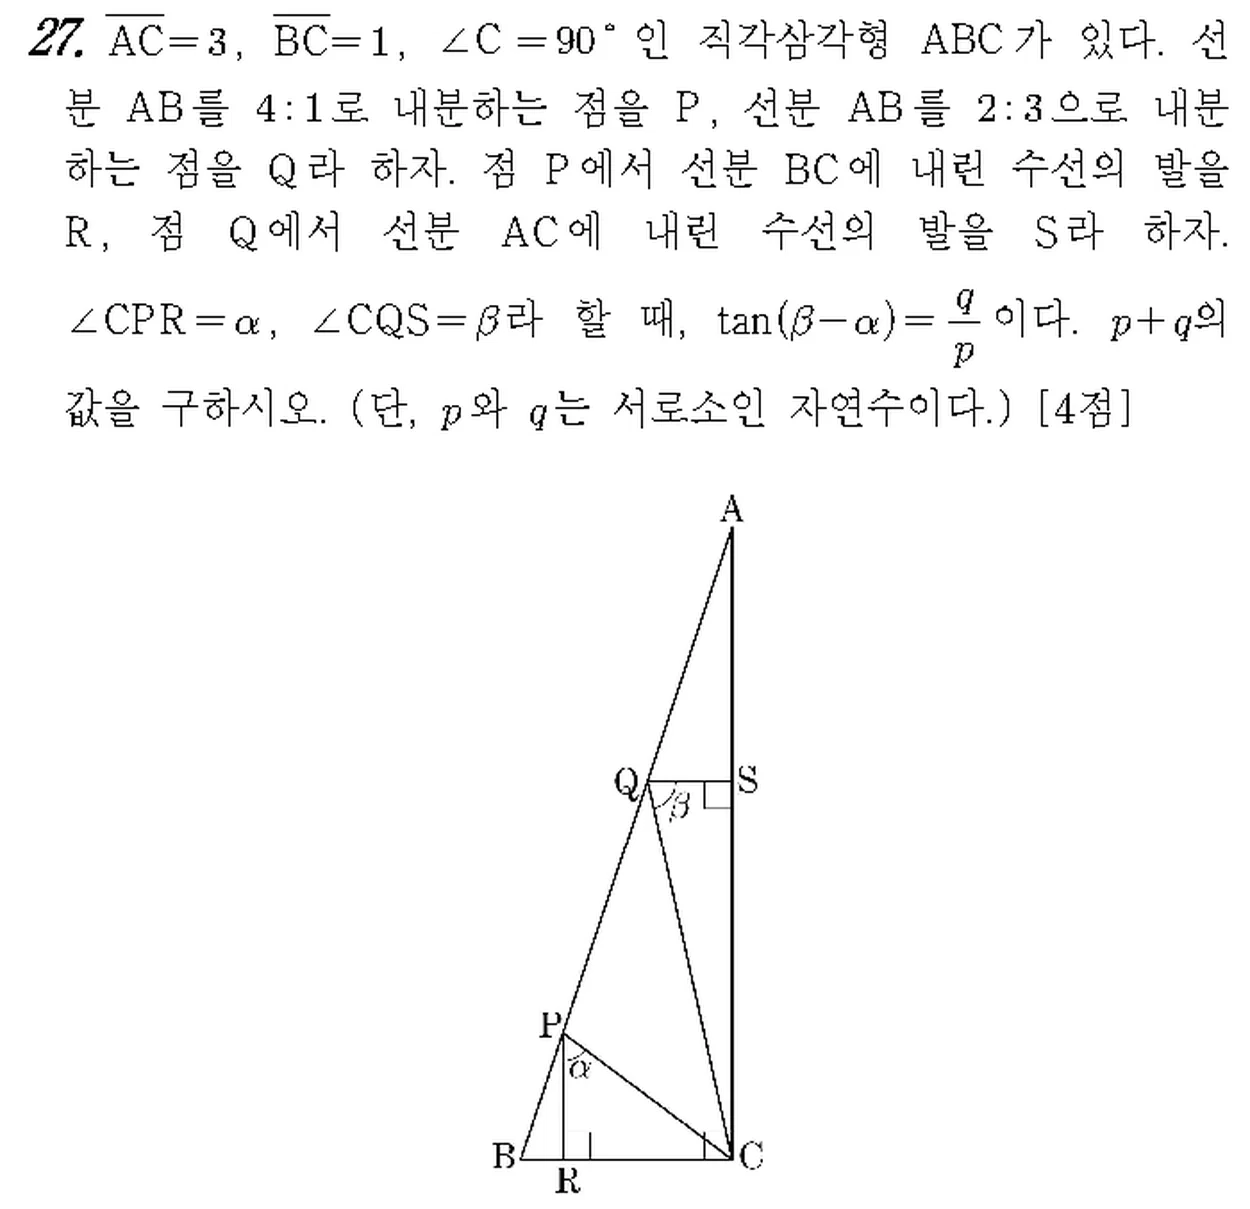 27. AC=3, BC=1, ∠C=90°인 직각삼각형 ABC가 있다. 선
분 AB를 4:1로 내분하는 점을 P, 선분 AB를 2:3으로 내분
하는 점을 Q라 하자. 점 P에서 선분 BC에 내린 수선의 발을
R, 점 Q에서 선분 AC에 내린 수선의 발을 S라 하자.
∠CPR=α, ∠CQS=β라 할 때, tan(β-α)=q/p이다. p+q의
값을 구하시오. (단, p와 q는 서로소인 자연수이다.) [4점]
A
Q
S
β
P
α
B
C
R